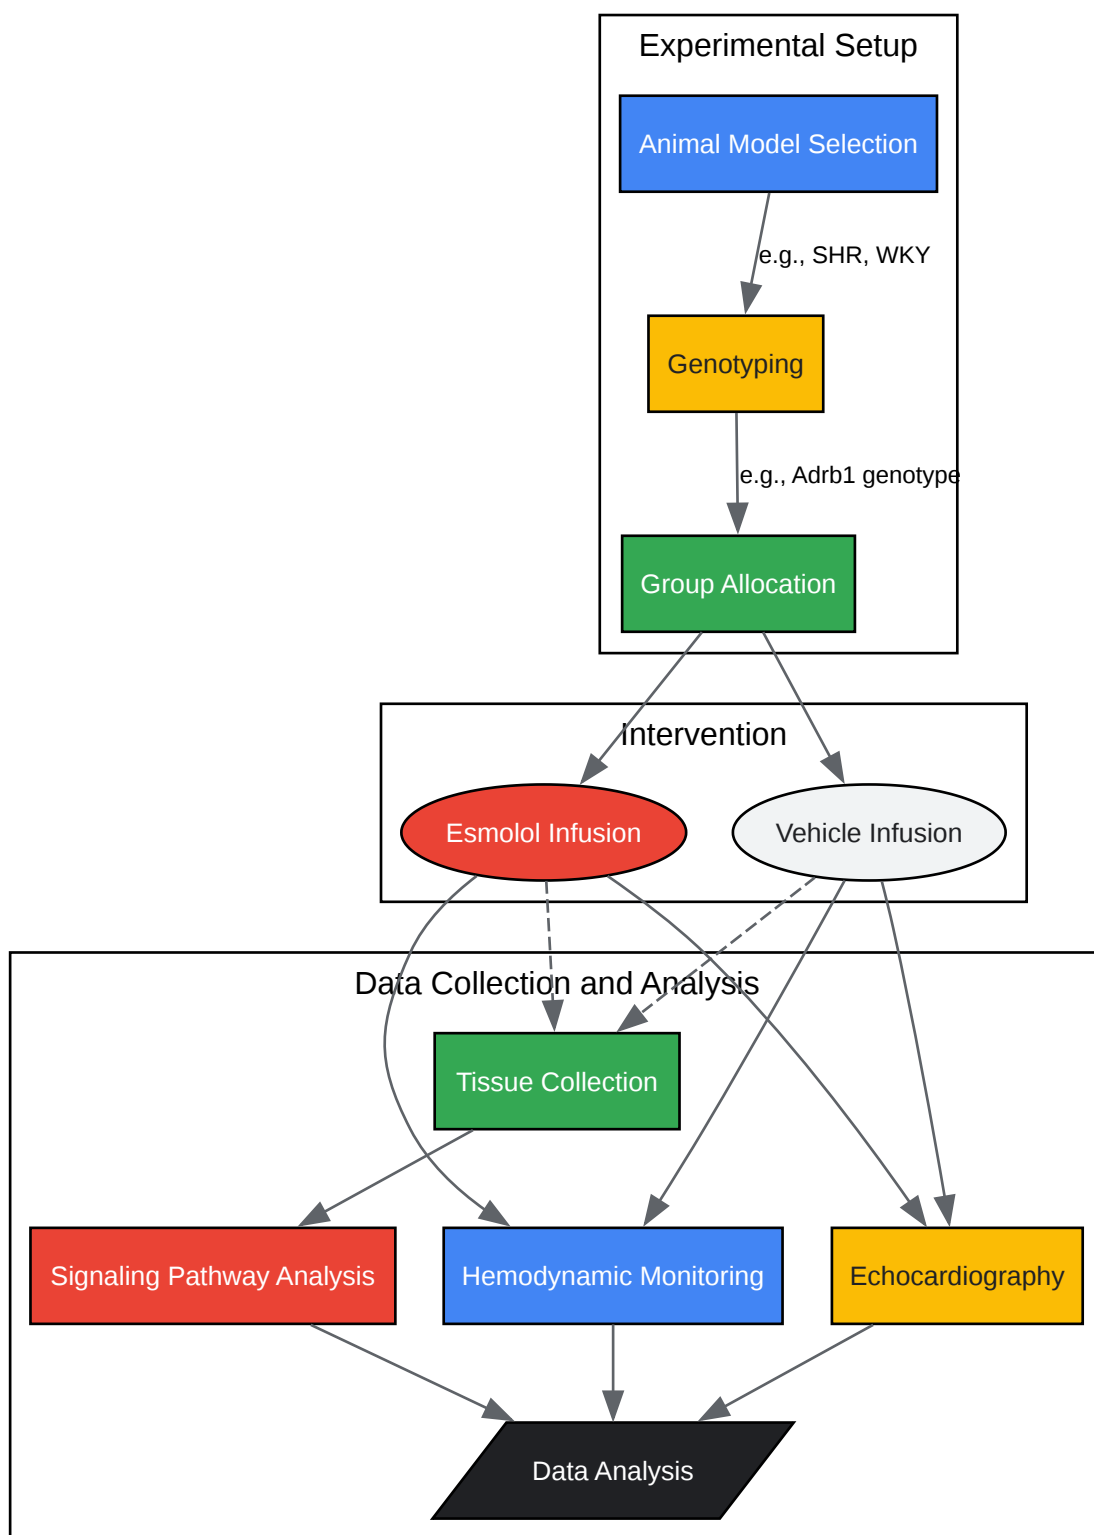 Experimental Setup
Animal Model Selection
e.g., SHR, WKY
Genotyping
e.g., Adrb1 genotype
Group Allocation
Intervention
Esmolol Infusion
Vehicle Infusion
Data Collection and Analysis
Tissue Collection
Signaling Pathway Analysis
Hemodynamic Monitoring
Echocardiography
Data Analysis